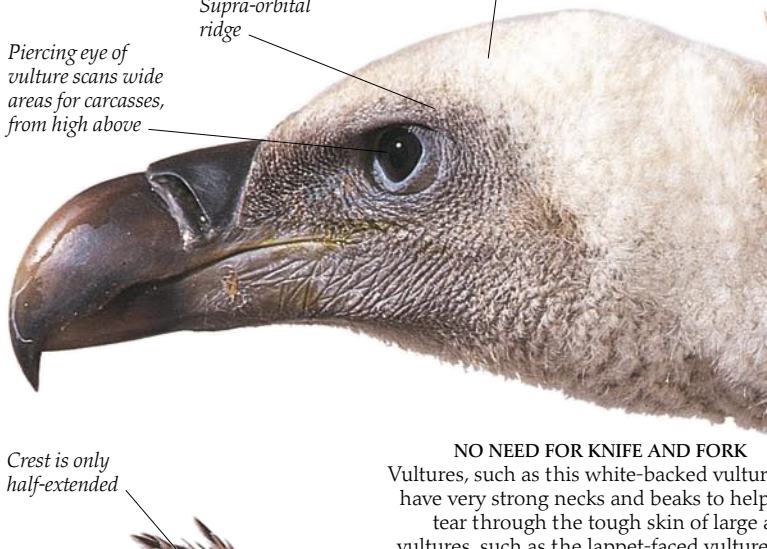 Supra-orbital
ridge
Piercing eye of
vulture scans wide
areas for carcasses,
from high above
Crest is only
half-extended
NO NEED FOR KNIFE AND FORK
Vultures, such as this white-backed
have very strong necks and beaks to help
tear through the tough skin of large
vultures, such as the lappet-faced